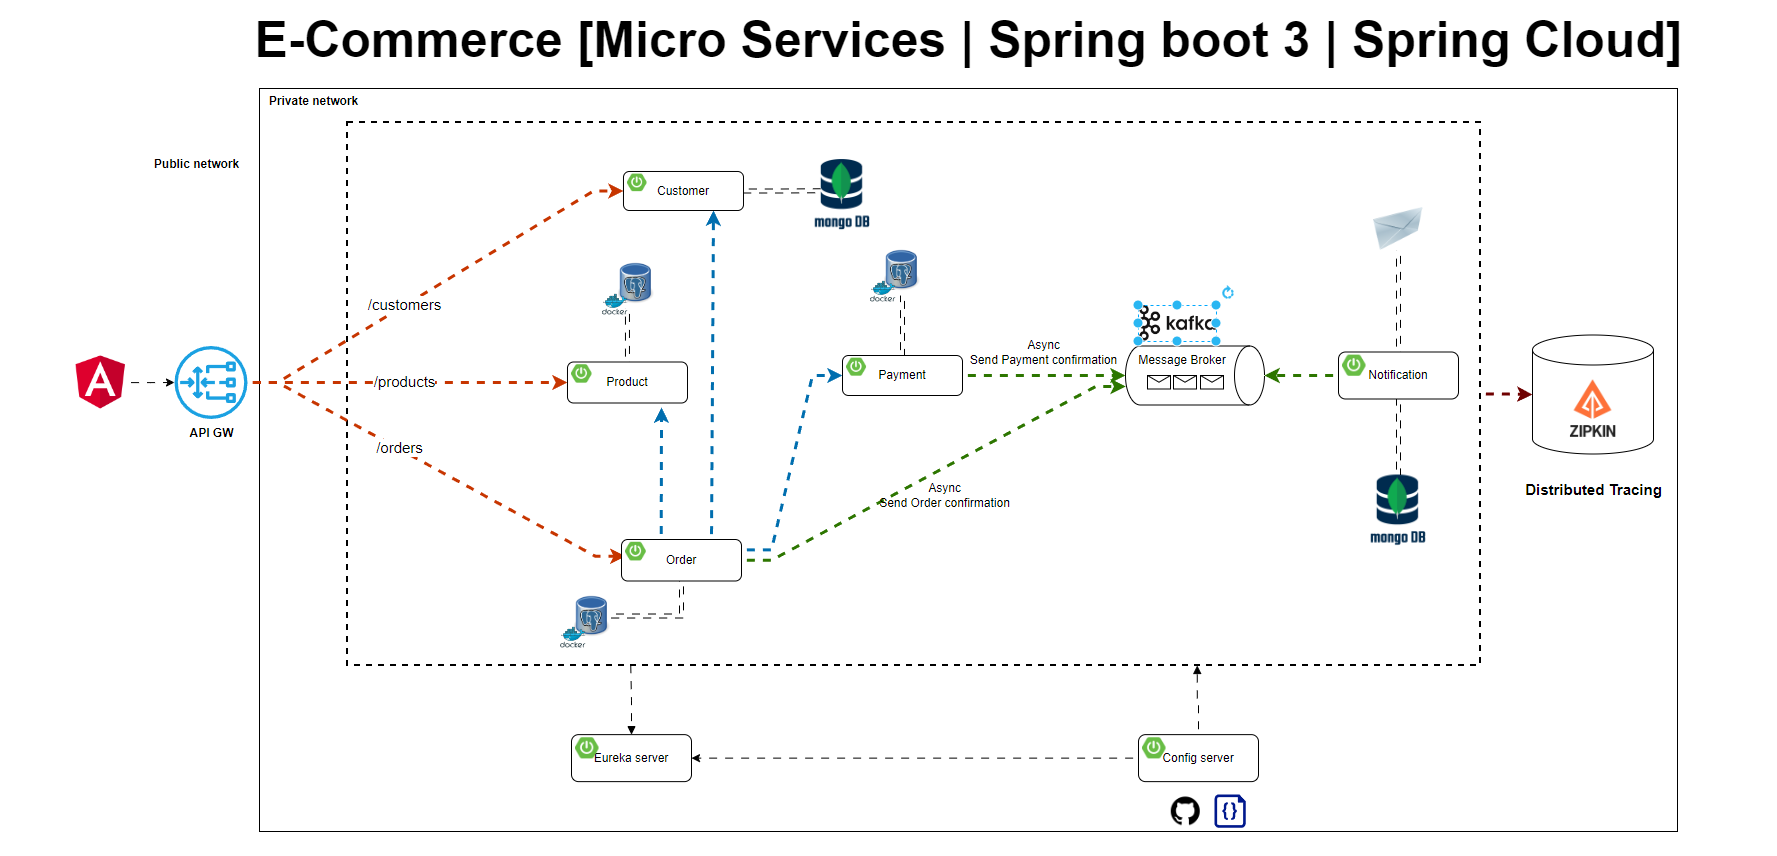 E-Commerce [Micro Services | Spring boot 3 | Spring Cloud]
Private network
Public network
Customer
mongo DB
/customers
docker
docker
kafka
Async
Send Payment confirmation
Message Broker
Payment
Notification
/products
Product
API GW
ZIPKIN
/orders
Distributed Tracing
Async
Send Order confirmation
mongo DB
Order
docker
Eureka server
Config server